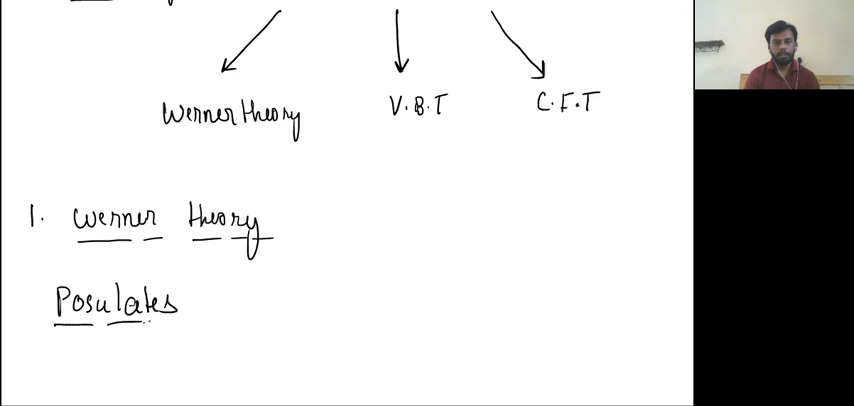 Werner theory V.B.T C.F.T
1. Werner theory
Posulates